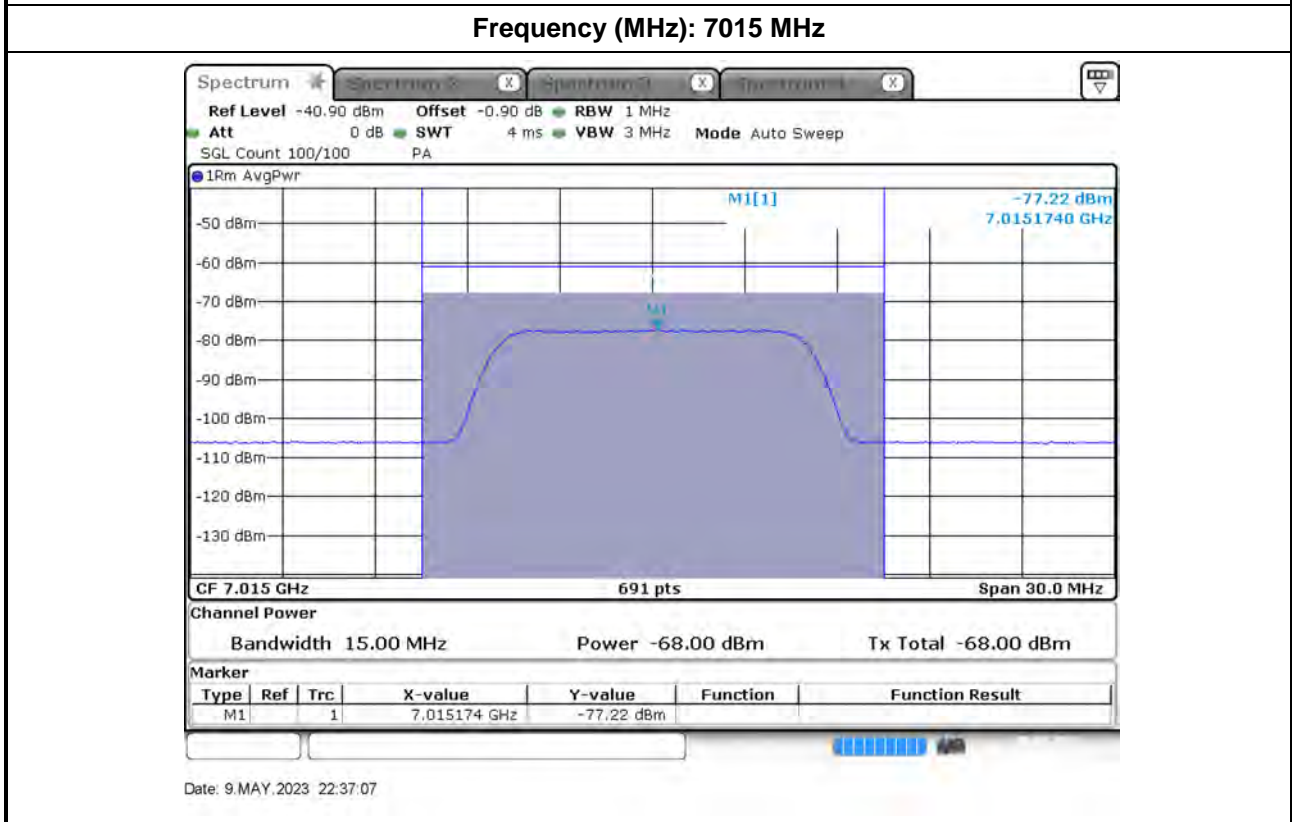 Frequency (MHz): 7015 MHz
Spectrum
Ref Level -40.90 dBm Offset -0.90 dB RBW 1 MHz
Att 0 dB SWT 4 ms VBW 3 MHz Mode Auto Sweep
SGL Count 100/100 PA
1Rm AvgPwr
M1[1] -77.22 dBm
7.0151740 GHz
-50 dBm
-60 dBm
-70 dBm
M1
-80 dBm
-90 dBm
-100 dBm
-110 dBm
-120 dBm
-130 dBm
CF 7.015 GHz 691 pts Span 30.0 MHz
Channel Power
Bandwidth 15.00 MHz Power -68.00 dBm Tx Total -68.00 dBm
Marker
Type Ref Trc X-value Y-value Function Function Result
M1 1 7.015174 GHz -77.22 dBm
Date: 9.MAY.2023 22:37:07